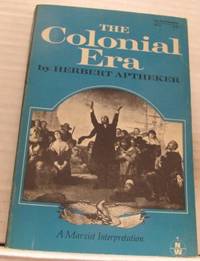 THE
Colonial
Era
by HERBERT APTHEKER
A Marxist Interpretation
N
W